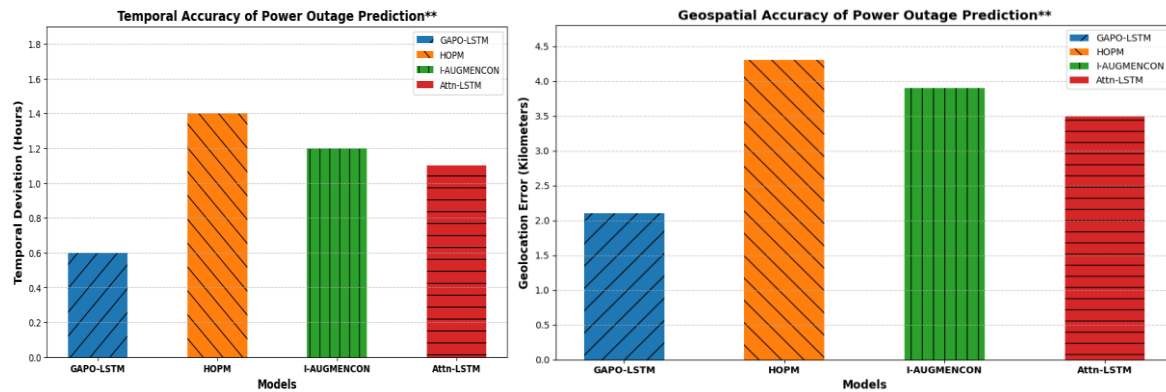 Temporal Accuracy of Power Outage Prediction**
Temporal Deviation (Hours)
1.8
1.6
1.4
1.2
1.0
0.8
0.6
0.4
0.2
0.0
GAPO-LSTM
HOPM
I-AUGMENCON
Attn-LSTM
GAPO-LSTM HOPM I-AUGMENCON Attn-LSTM
Models
Geospatial Accuracy of Power Outage Prediction**
Geolocation Error (Kilometers)
4.5
4.0
3.5
3.0
2.5
2.0
1.5
1.0
0.5
0.0
GAPO-LSTM
HOPM
I-AUGMENCON
Attn-LSTM
GAPO-LSTM HOPM I-AUGMENCON Attn-LSTM
Models